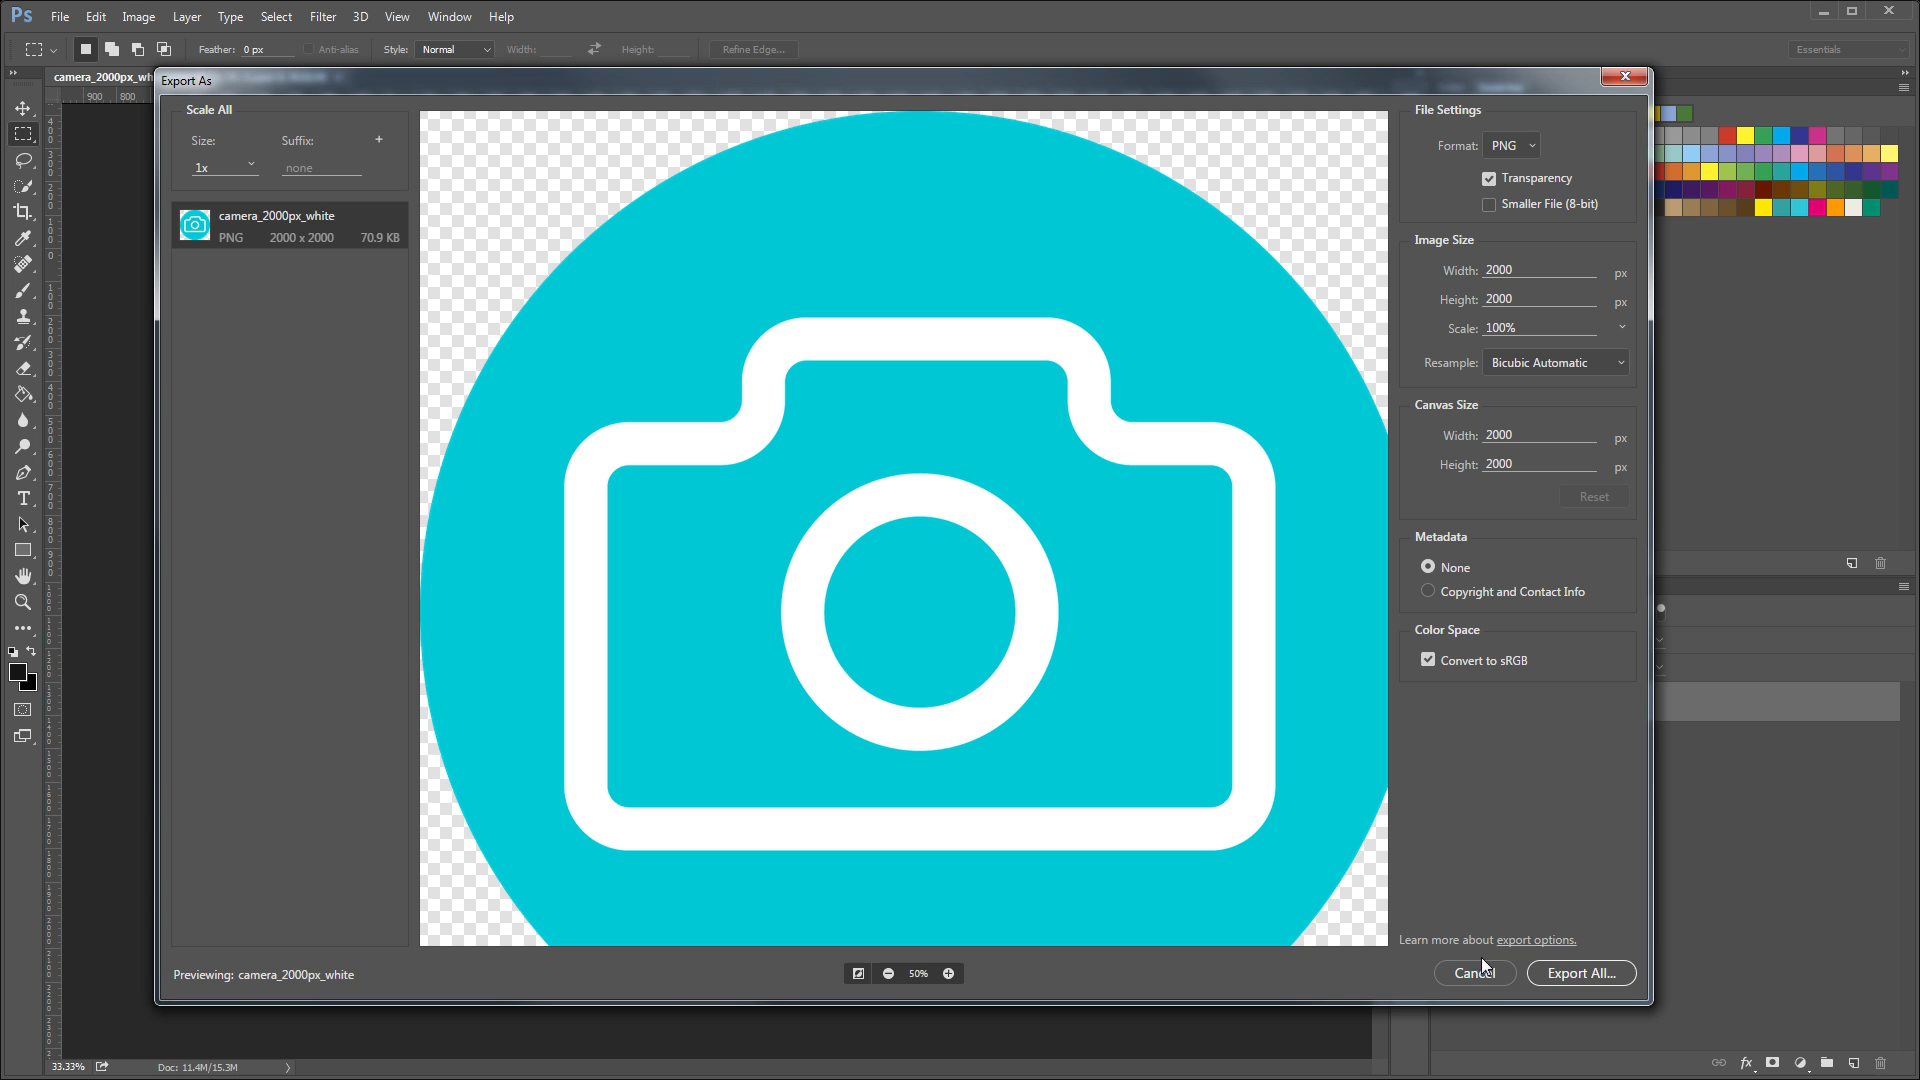 Ps File Edit Image Layer Type Select Filter 3D View Window Help
Feather: 0 px Anti-alias Style: Normal Width: Height: Refine Edge... Essentials
camera_2000px_wh
Export As
900 800
Scale All
Size: Suffix: +
1x none
camera_2000px_white
PNG 2000 x 2000 70.9 KB
File Settings
Format: PNG
Transparency
Smaller File (8-bit)
Image Size
Width: 2000 px
Height: 2000 px
Scale: 100%
Resample: Bicubic Automatic
Canvas Size
Width: 2000 px
Height: 2000 px
Reset
Metadata
None
Copyright and Contact Info
Color Space
Convert to sRGB
Learn more about export options.
Previewing: camera_2000px_white
50%
Cancel Export All...
33.33% Doc: 11.4M/15.3M
fx